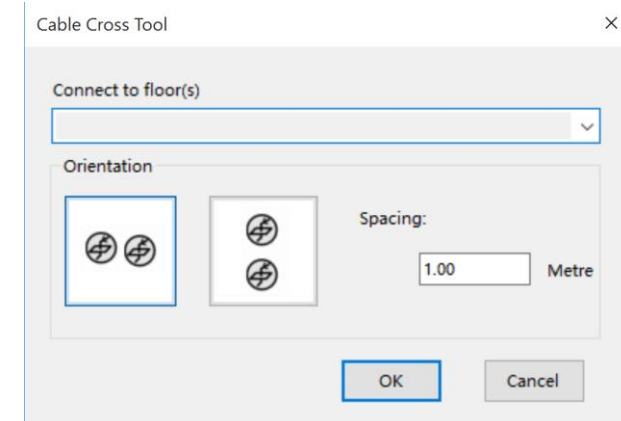 Cable Cross Tool
Connect to floor(s)
Orientation
Spacing:
1.00 Metre
OK Cancel